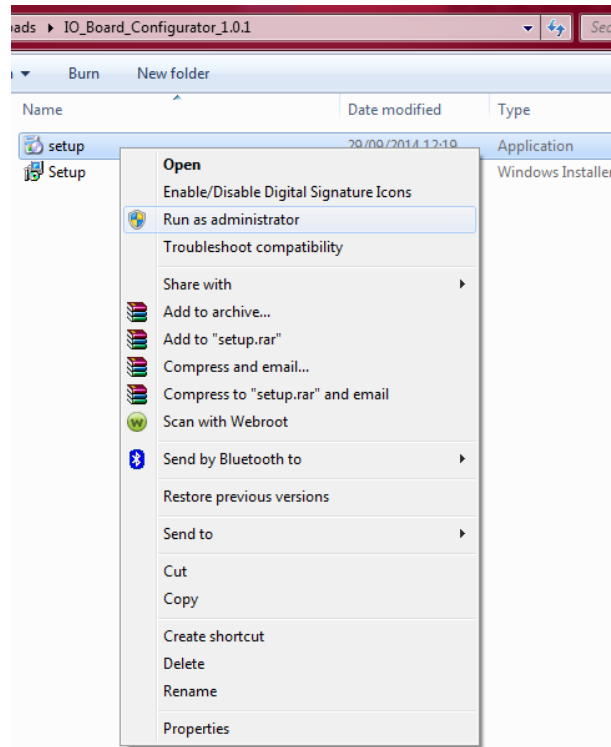 ads ▸ IO_Board_Configurator_1.0.1
Sea
Burn New folder
Name Date modified Type
setup 29/09/2014 12:19 Application
Setup Windows Installer
Open
Enable/Disable Digital Signature Icons
Run as administrator
Troubleshoot compatibility
Share with
Add to archive...
Add to "setup.rar"
Compress and email...
Compress to "setup.rar" and email
Scan with Webroot
Send by Bluetooth to
Restore previous versions
Send to
Cut
Copy
Create shortcut
Delete
Rename
Properties